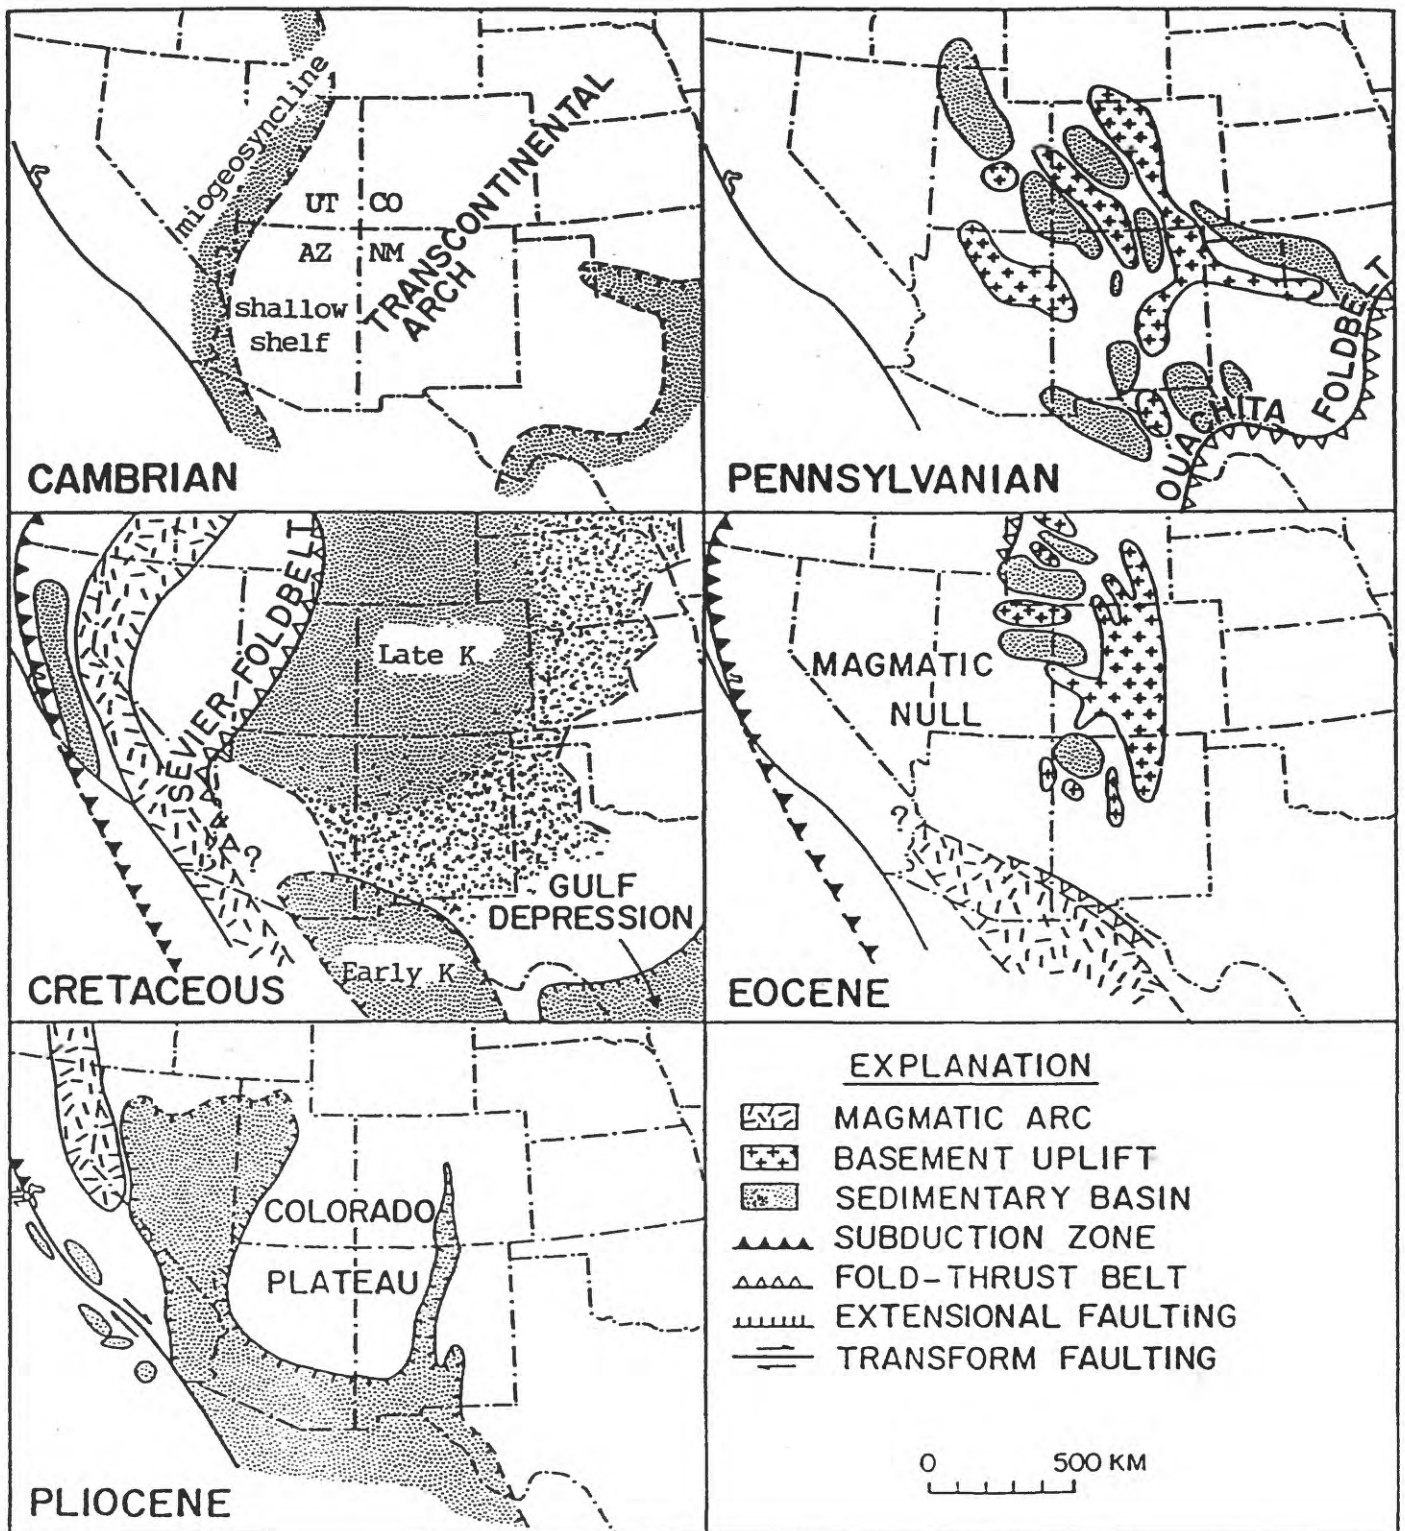 miogeosyncline
TRANSCONTINENTAL
ARCH
UT CO
AZ NM
shallow
shelf
CAMBRIAN
OUACHITA FOLDBELT
PENNSYLVANIAN
SEVIER FOLDBELT
Late K
?
GULF
DEPRESSION
Early K
CRETACEOUS
MAGMATIC
NULL
?
EOCENE
COLORADO
PLATEAU
PLIOCENE
EXPLANATION
MAGMATIC ARC
BASEMENT UPLIFT
SEDIMENTARY BASIN
SUBDUCTION ZONE
FOLD-THRUST BELT
EXTENSIONAL FAULTING
TRANSFORM FAULTING
0 500 KM